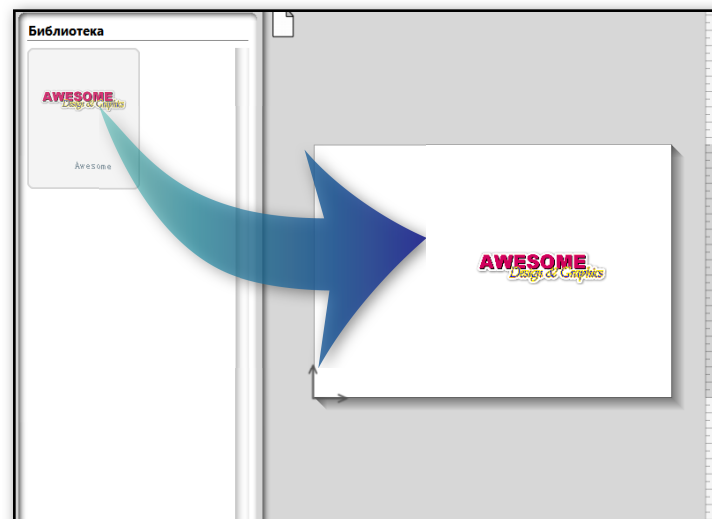 Библиотека
AWESOME
Design & Graphics
Awesome
AWESOME
Design & Graphics